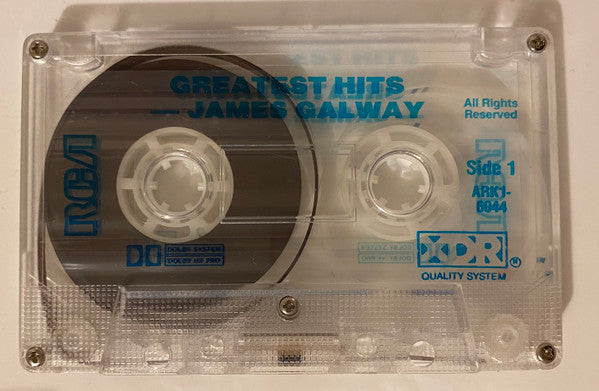 GREATEST HITS
— JAMES GALWAY
All Rights
Reserved
RCA
Side 1
ARK1-
6044
DOLBY SYSTEM
DOLBY HX PRO
XDR
QUALITY SYSTEM